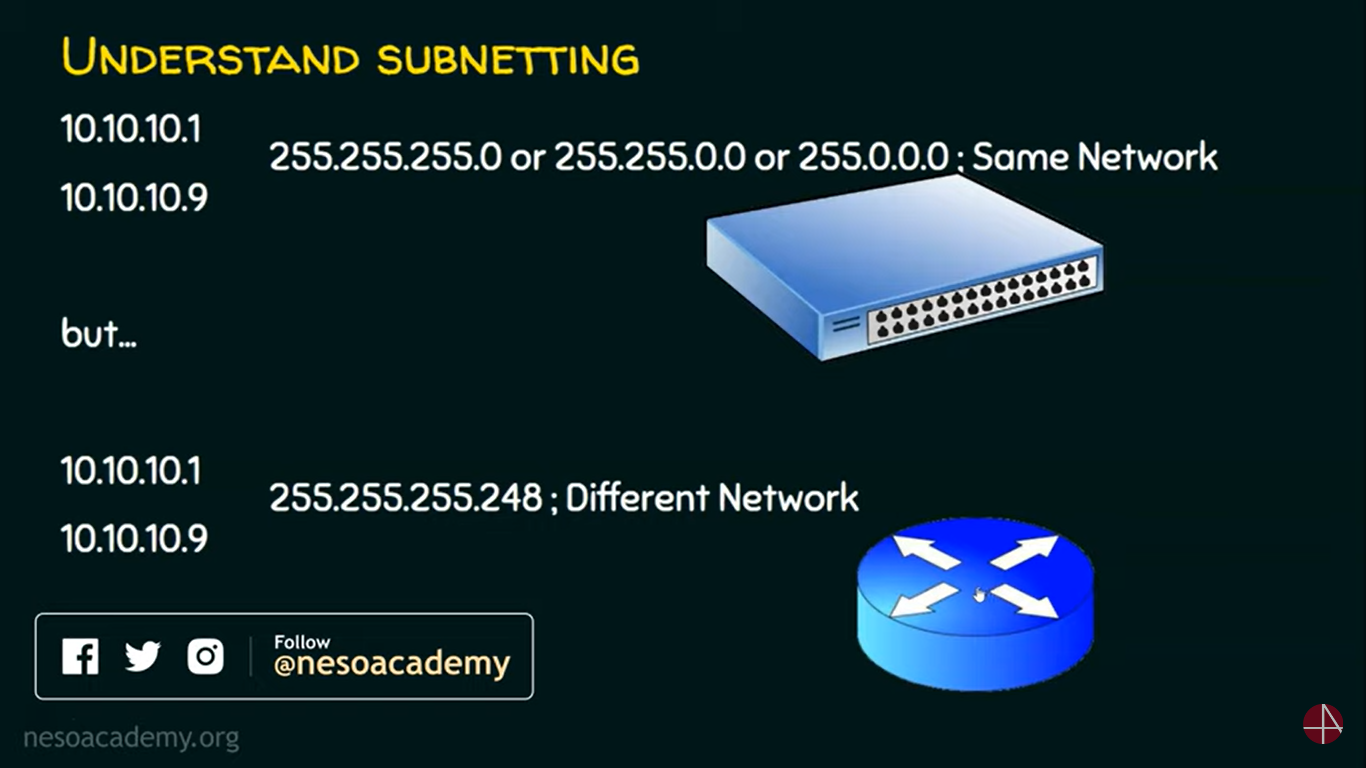 UNDERSTAND SUBNETTING
10.10.10.1
255.255.255.0 or 255.255.0.0 or 255.0.0.0 ; Same Network
10.10.10.9
but...
10.10.10.1
255.255.255.248 ; Different Network
10.10.10.9
Follow
@nesoacademy
nesoacademy.org